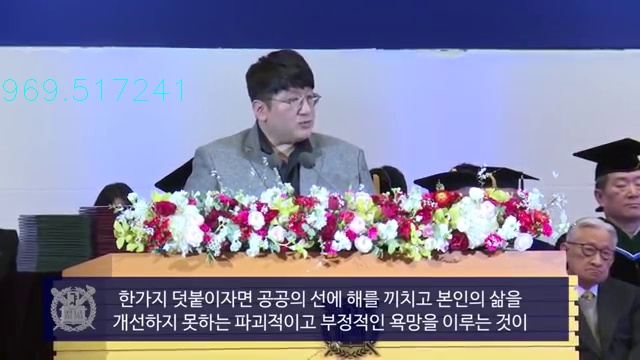 969.517241
한가지 덧붙이자면 공공의 선에 해를 끼치고 본인의 삶을
개선하지 못하는 파괴적이고 부정적인 욕망을 이루는 것이